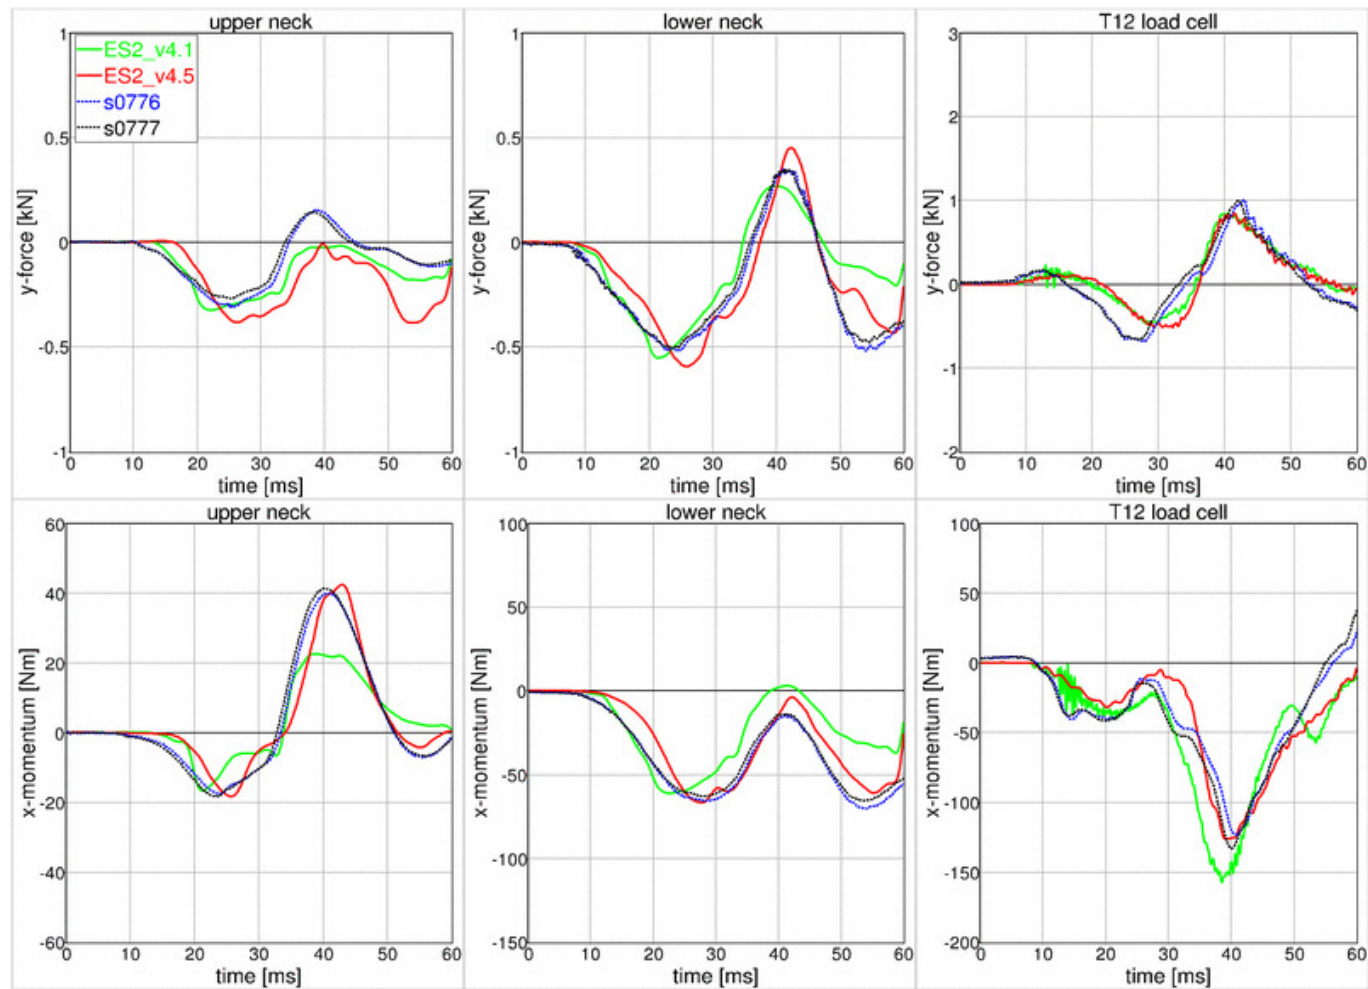 upper neck
1
0.5
0
-0.5
-1
y-force [kN]
ES2_v4.1
ES2_v4.5
s0776
s0777
0 10 20 30 40 50 60
time [ms]
lower neck
1
0.5
0
-0.5
-1
y-force [kN]
0 10 20 30 40 50 60
time [ms]
T12 load cell
3
2
1
0
-1
-2
y-force [kN]
0 10 20 30 40 50 60
time [ms]
upper neck
60
40
20
0
-20
-40
-60
x-momentum [Nm]
0 10 20 30 40 50 60
time [ms]
lower neck
100
50
0
-50
-100
-150
x-momentum [Nm]
0 10 20 30 40 50 60
time [ms]
T12 load cell
100
50
0
-50
-100
-150
-200
x-momentum [Nm]
0 10 20 30 40 50 60
time [ms]